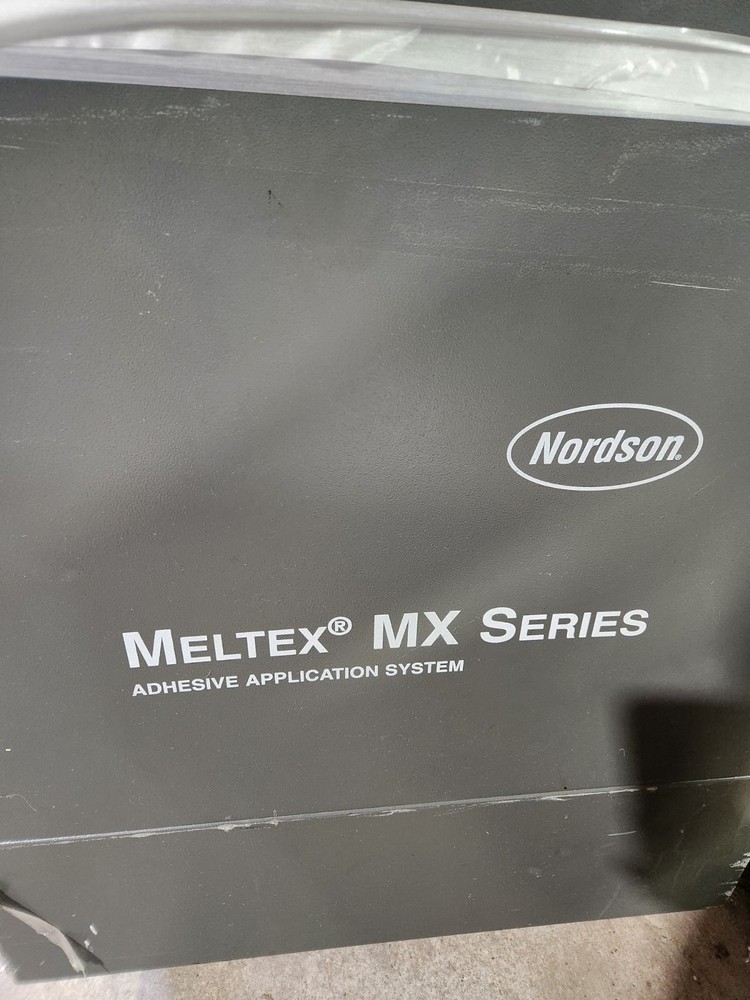 Nordson®
MELTEX® MX SERIES
ADHESIVE APPLICATION SYSTEM